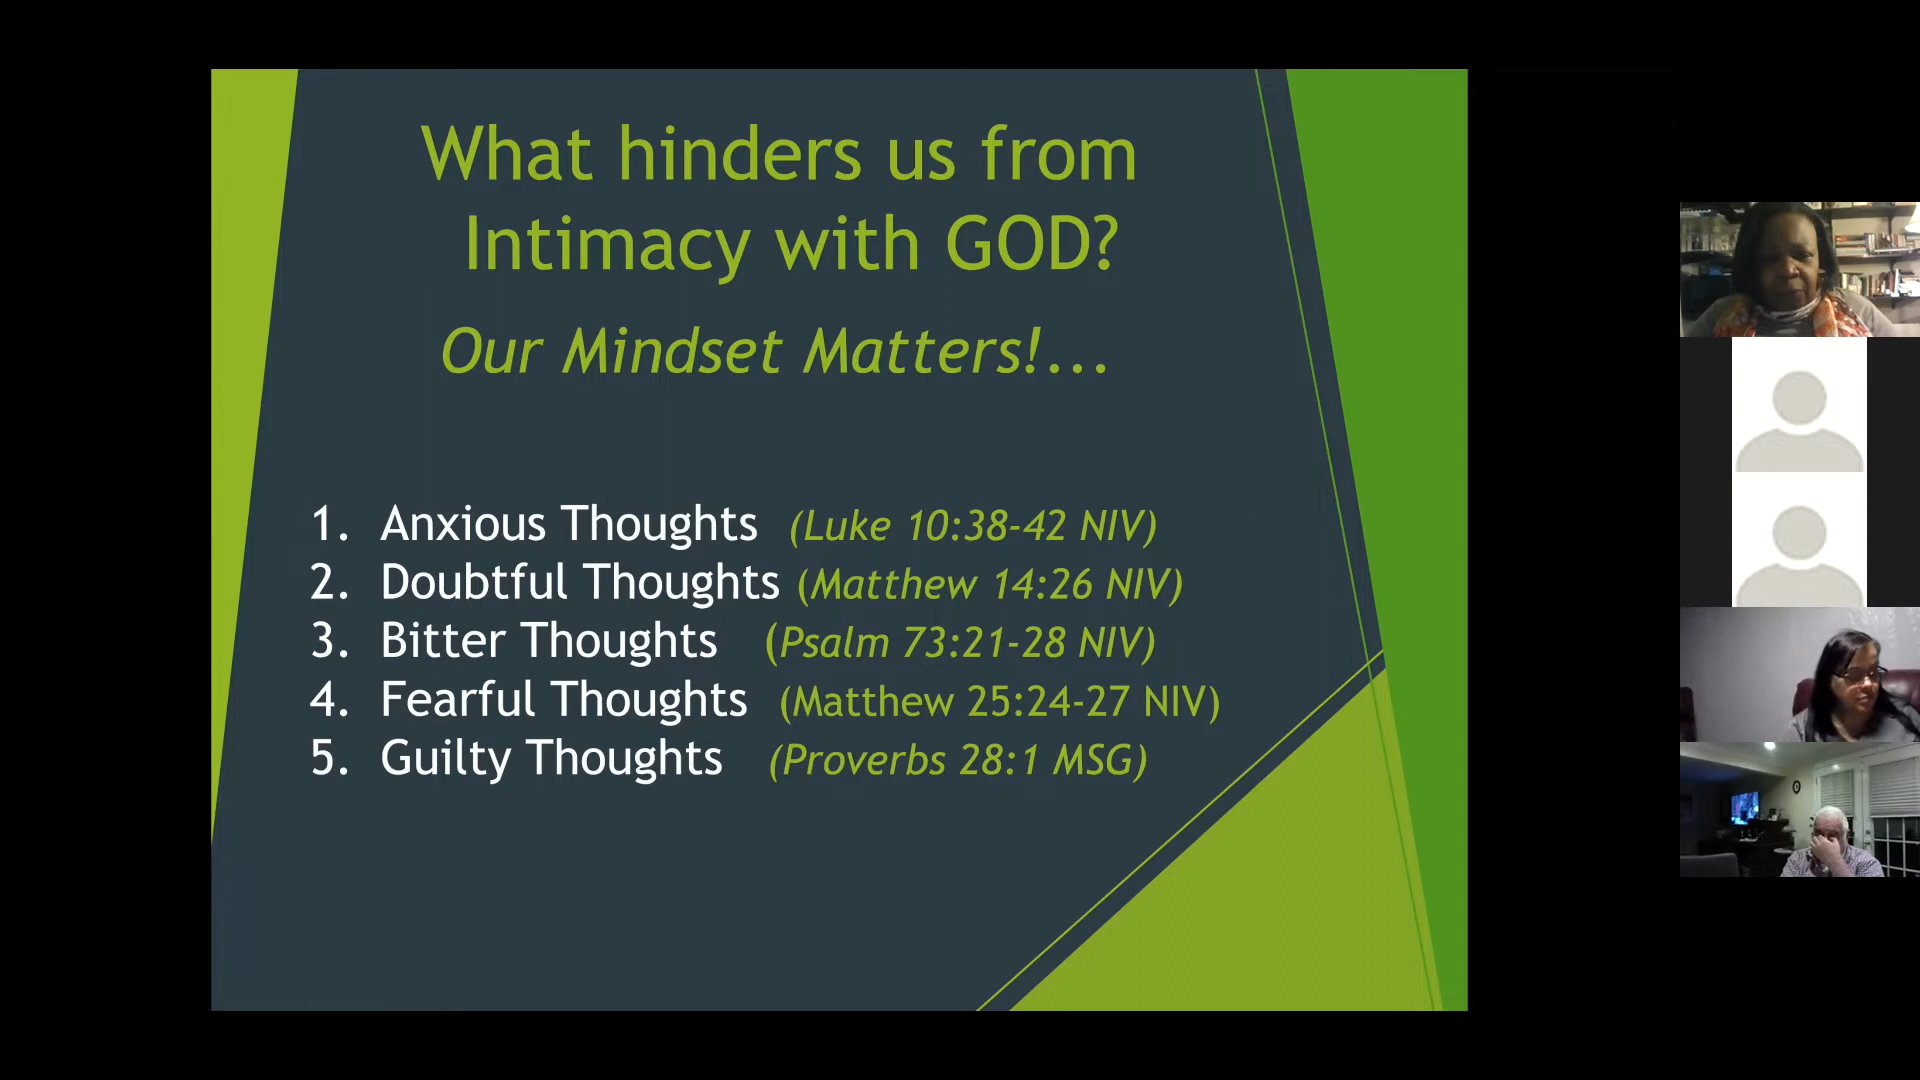 What hinders us from
Intimacy with GOD?
Our Mindset Matters!...
1. Anxious Thoughts (Luke 10:38-42 NIV)
2. Doubtful Thoughts (Matthew 14:26 NIV)
3. Bitter Thoughts (Psalm 73:21-28 NIV)
4. Fearful Thoughts (Matthew 25:24-27 NIV)
5. Guilty Thoughts (Proverbs 28:1 MSG)